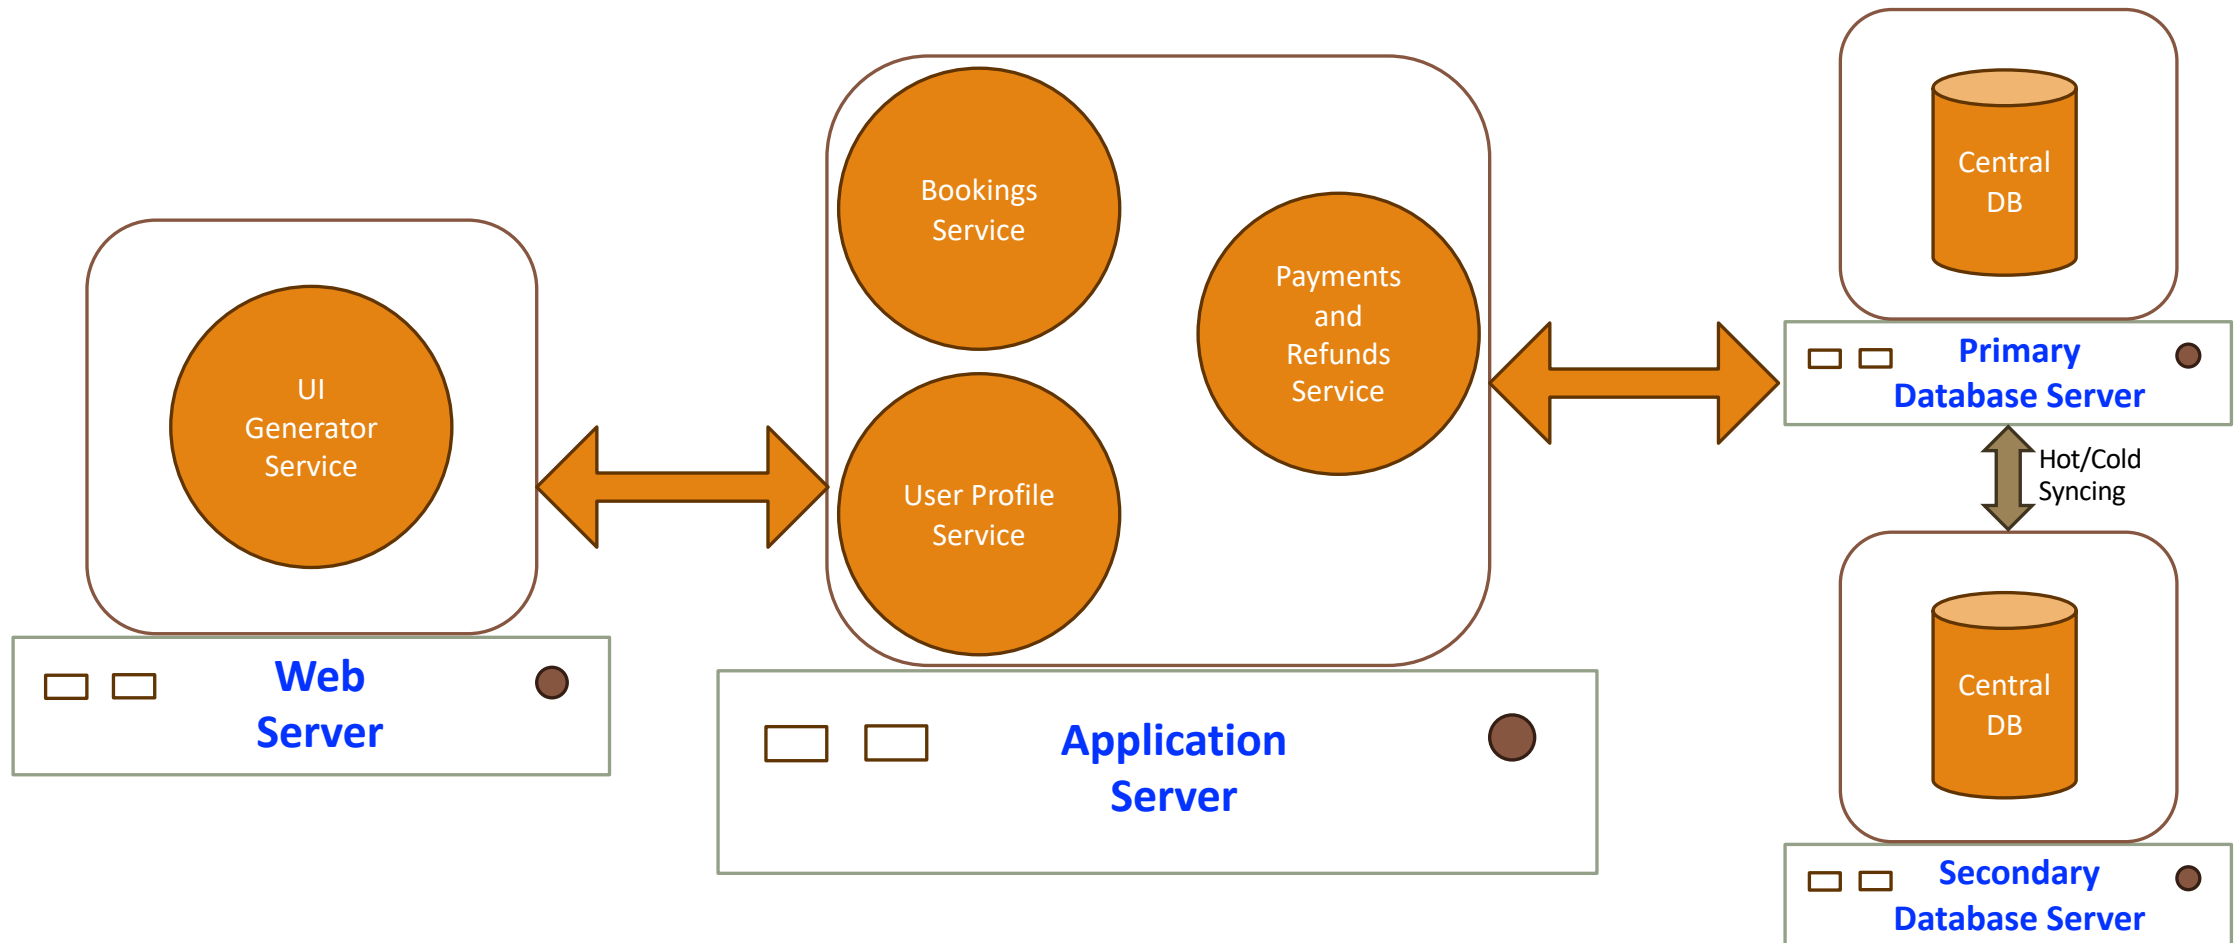 UI
Generator
Service
Web
Server
Bookings
Service
User Profile
Service
Payments
and
Refunds
Service
Application
Server
Central
DB
Primary
Database Server
Hot/Cold
Syncing
Central
DB
Secondary
Database Server